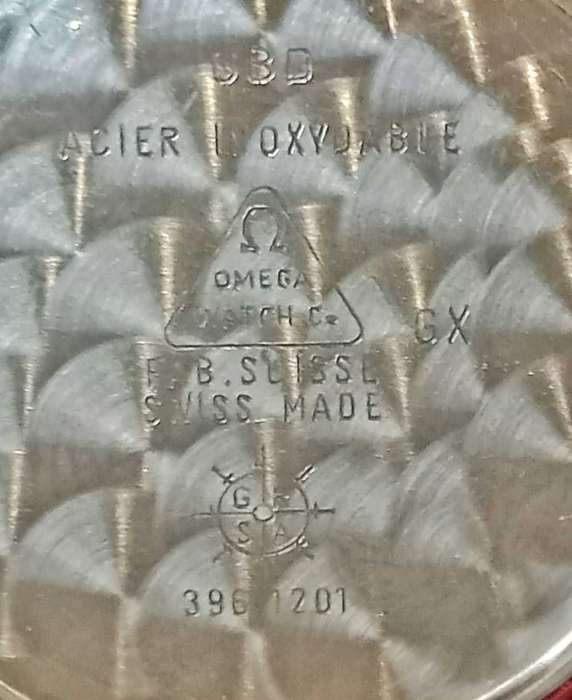 ACIER INOXYDABLE
Ω
OMEGA
WATCH Co
GX
F.B.SUISSE
SWISS MADE
G
S A
396.1201